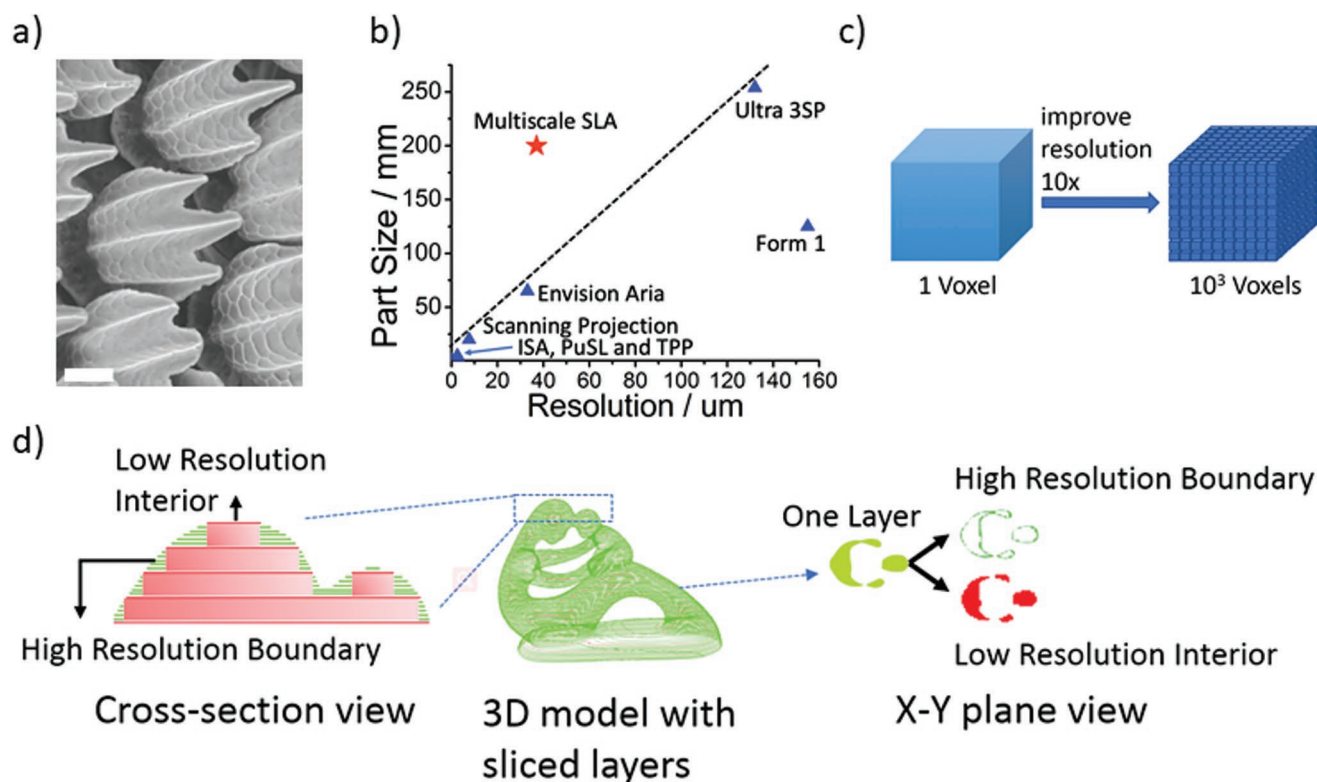 a)
b)
Part Size / mm
250
200
150
100
50
0
20
40
60
80
100
120
140
160
Resolution / um
Multiscale SLA
Ultra 3SP
Form 1
Envision Aria
Scanning Projection
ISA, PuSL and TPP
c)
improve
resolution
10x
1 Voxel
10³ Voxels
d)
Low Resolution
Interior
High Resolution Boundary
Cross-section view
3D model with
sliced layers
One Layer
High Resolution Boundary
Low Resolution Interior
X-Y plane view